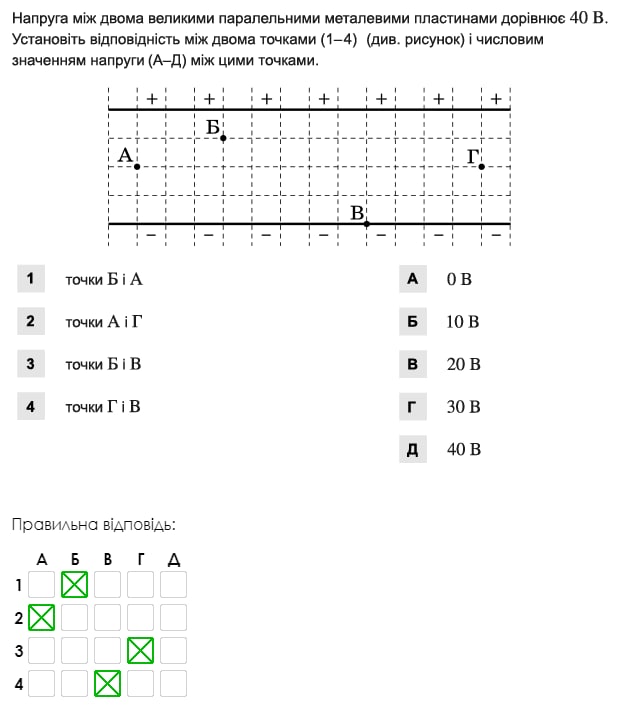 Напруга між двома великими паралельними металевими пластинами дорівнює 40 В.
Установіть відповідність між двома точками (1–4) (див. рисунок) і числовим
значенням напруги (А–Д) між цими точками.
+ + + + + + +
Б
А Г
В
– – – – – – –
1 точки Б і А А 0 В
2 точки А і Г Б 10 В
3 точки Б і В В 20 В
4 точки Г і В Г 30 В
Д 40 В
Правильна відповідь:
А Б В Г Д
1
2
3
4